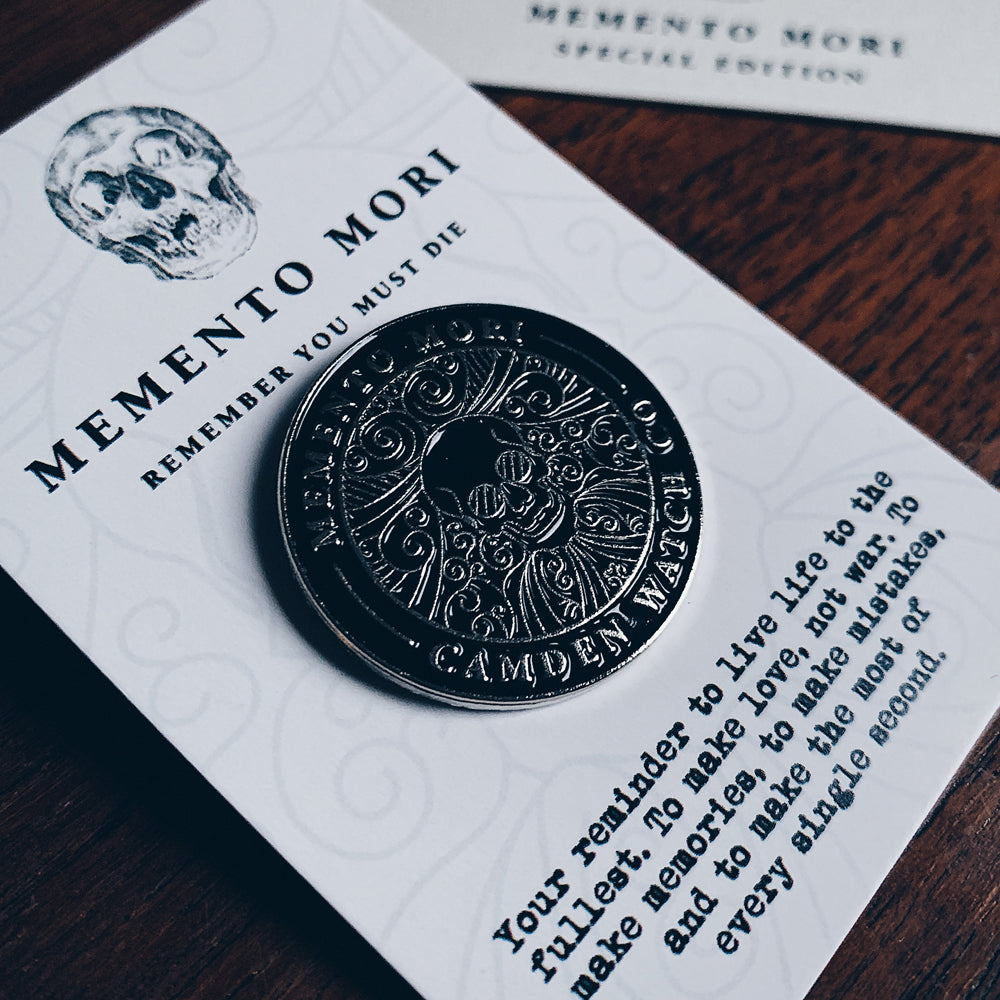 MEMENTO MORI
SPECIAL EDITION
MEMENTO MORI
REMEMBER YOU MUST DIE
MEMENTO MORI
CAMDEN WATCH CO.
Your reminder to live life to the
fullest. To make love, not war. To
make memories, to make mistakes,
and to make the most of
every single second.